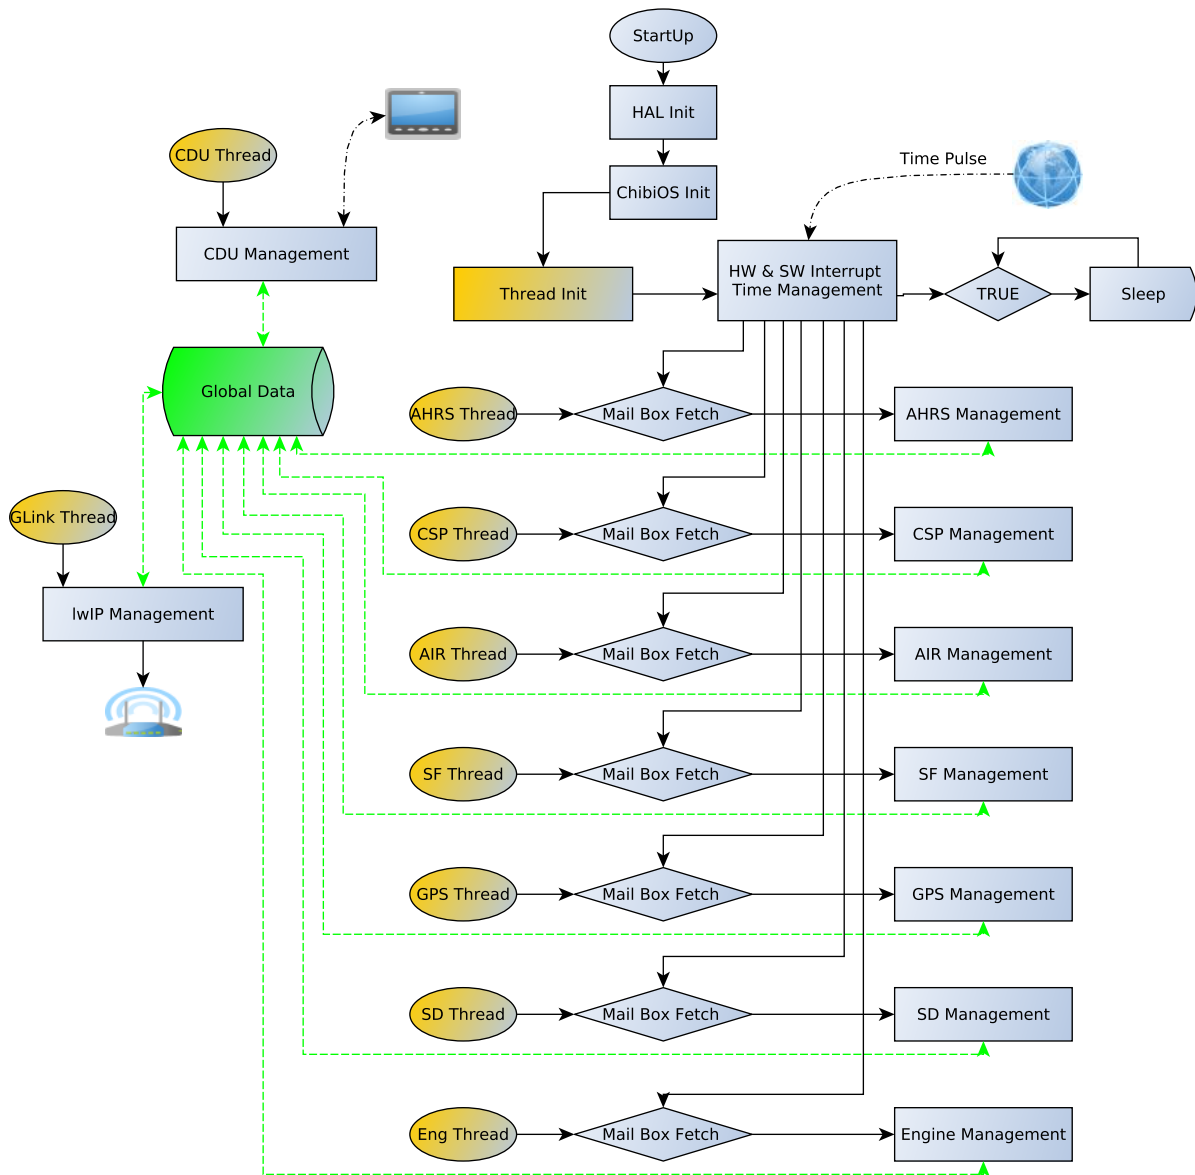 StartUp
HAL Init
CDU Thread
Time Pulse
ChibiOS Init
CDU Management
HW & SW Interrupt
Time Management
Thread Init
TRUE
Sleep
Global Data
AHRS Thread
Mail Box Fetch
AHRS Management
GLink Thread
CSP Thread
Mail Box Fetch
CSP Management
lwIP Management
AIR Thread
Mail Box Fetch
AIR Management
SF Thread
Mail Box Fetch
SF Management
GPS Thread
Mail Box Fetch
GPS Management
SD Thread
Mail Box Fetch
SD Management
Eng Thread
Mail Box Fetch
Engine Management